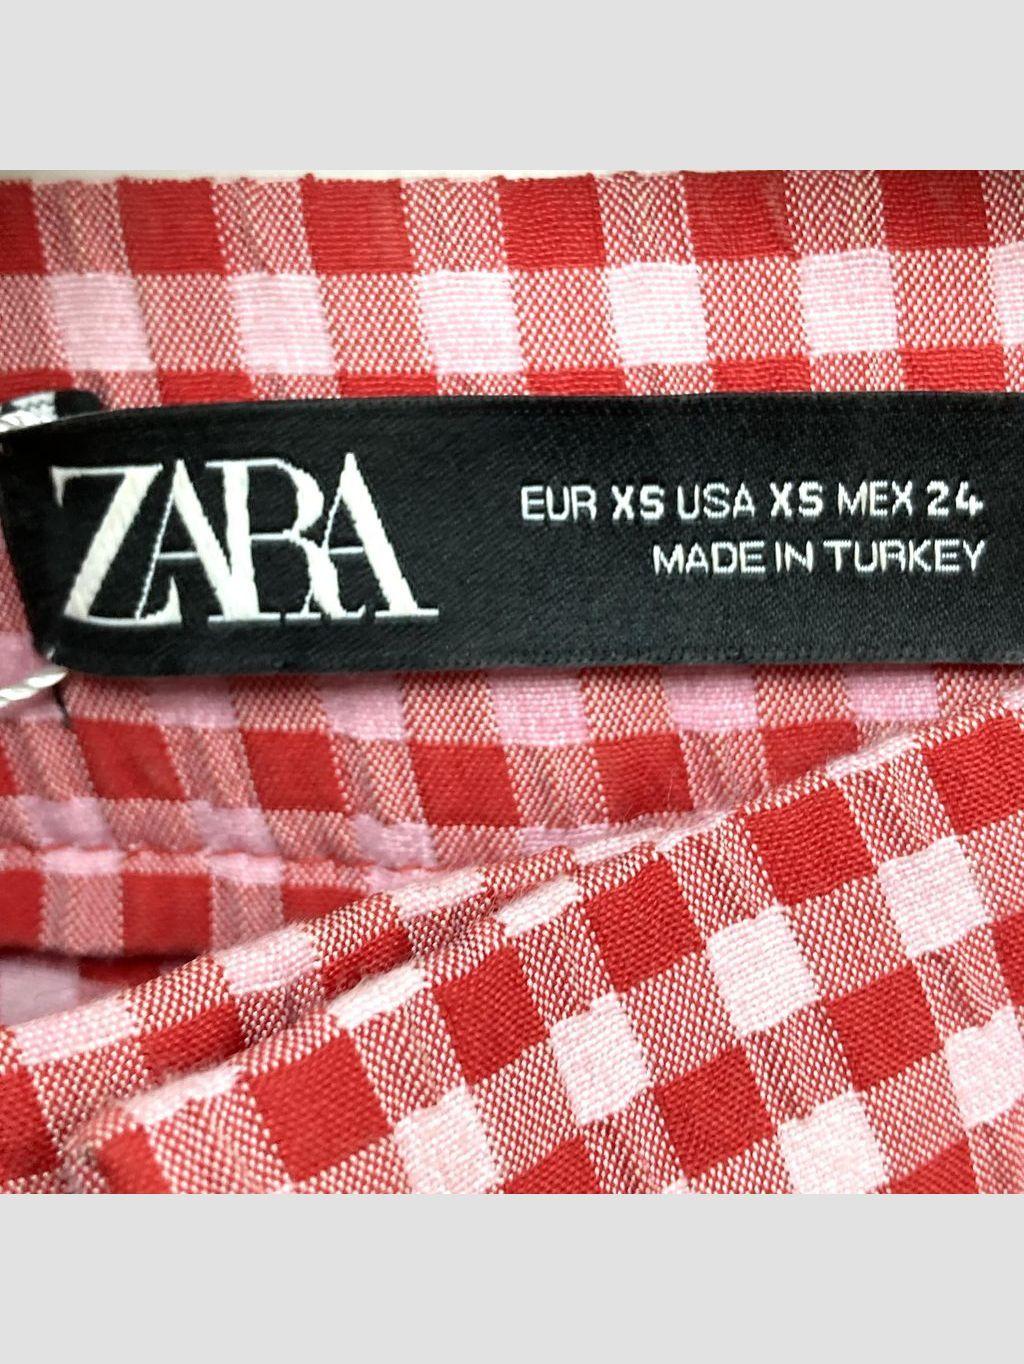 ZARA
EUR XS USA XS MEX 24
MADE IN TURKEY